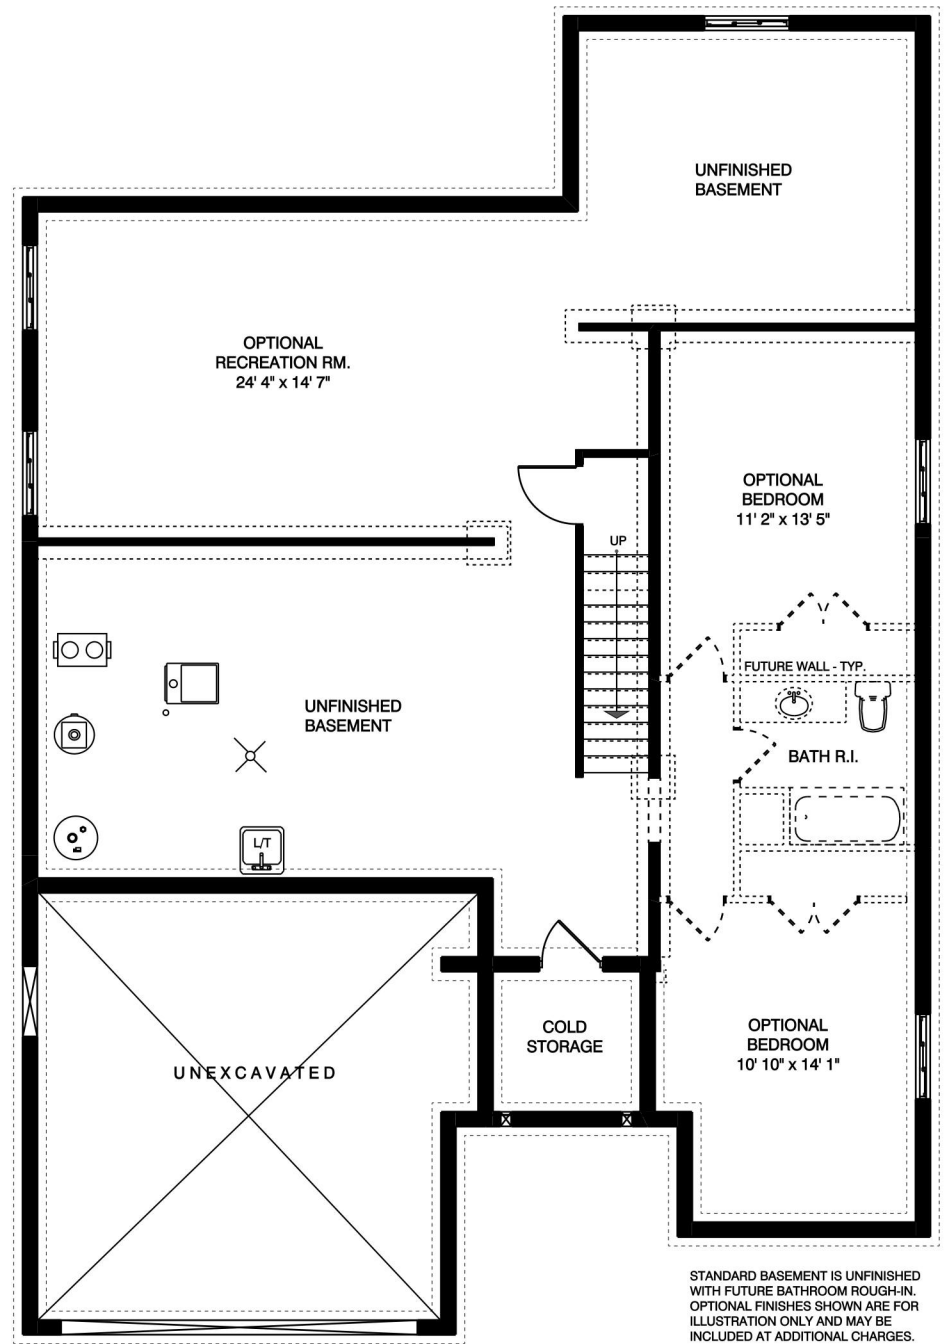 UNFINISHED
BASEMENT
OPTIONAL
RECREATION RM.
24' 4" x 14' 7"
OPTIONAL
BEDROOM
11' 2" x 13' 5"
UP
FUTURE WALL - TYP.
UNFINISHED
BASEMENT
BATH R.I.
L/T
COLD
STORAGE
OPTIONAL
BEDROOM
10' 10" x 14' 1"
UNEXCAVATED
STANDARD BASEMENT IS UNFINISHED
WITH FUTURE BATHROOM ROUGH-IN.
OPTIONAL FINISHES SHOWN ARE FOR
ILLUSTRATION ONLY AND MAY BE
INCLUDED AT ADDITIONAL CHARGES.